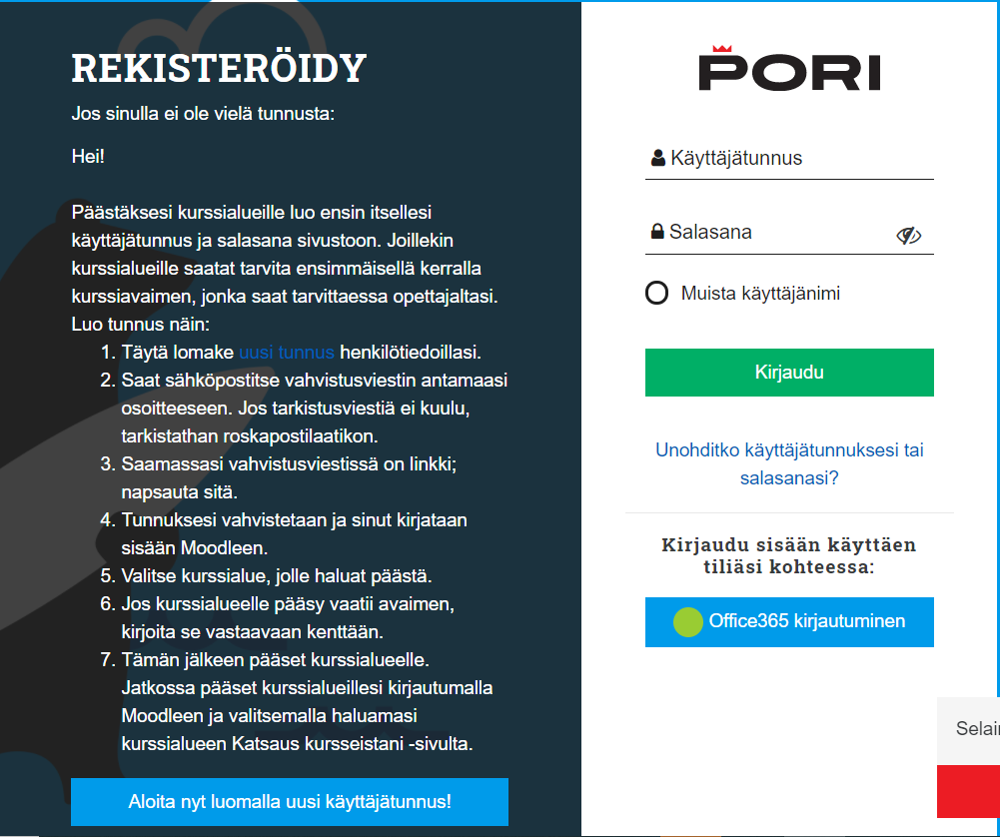 REKISTERÖIDY
Jos sinulla ei ole vielä tunnusta:
Hei!
Päästäksesi kurssialueille luo ensin itsellesi
käyttäjätunnus ja salasana sivustoon. Joillekin
kurssialueille saatat tarvita ensimmäisellä kerralla
kurssiavaimen, jonka saat tarvittaessa opettajaltasi.
Luo tunnus näin:
1. Täytä lomake uusi tunnus henkilötiedoillasi.
2. Saat sähköpostitse vahvistusviestin antamaasi
osoitteeseen. Jos tarkistusviestiä ei kuulu,
tarkistathan roskapostilaatikon.
3. Saamassasi vahvistusviestissä on linkki;
napsauta sitä.
4. Tunnuksesi vahvistetaan ja sinut kirjataan
sisään Moodleen.
5. Valitse kurssialue, jolle haluat päästä.
6. Jos kurssialueelle pääsy vaatii avaimen,
kirjoita se vastaavaan kenttään.
7. Tämän jälkeen pääset kurssialueelle.
Jatkossa pääset kurssialueillesi kirjautumalla
Moodleen ja valitsemalla haluamasi
kurssialueen Katsaus kursseistani -sivulta.
Aloita nyt luomalla uusi käyttäjätunnus!
PORI
Käyttäjätunnus
Salasana
Muista käyttäjänimi
Kirjaudu
Unohditko käyttäjätunnuksesi tai
salasanasi?
Kirjaudu sisään käyttäen
tiliäsi kohteessa:
Office365 kirjautuminen